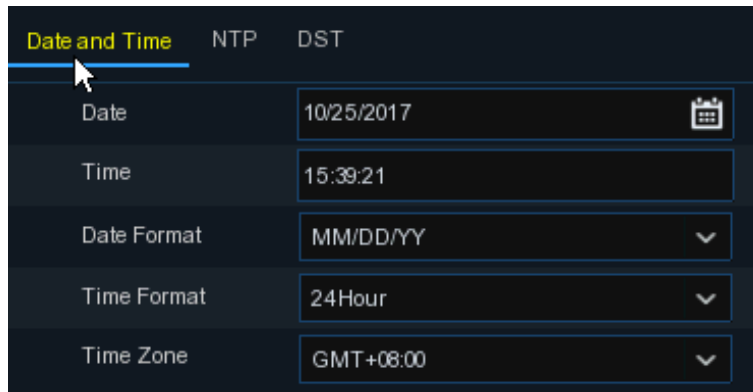 Date and Time NTP DST
Date 10/25/2017
Time 15:39:21
Date Format MM/DD/YY
Time Format 24Hour
Time Zone GMT+08:00